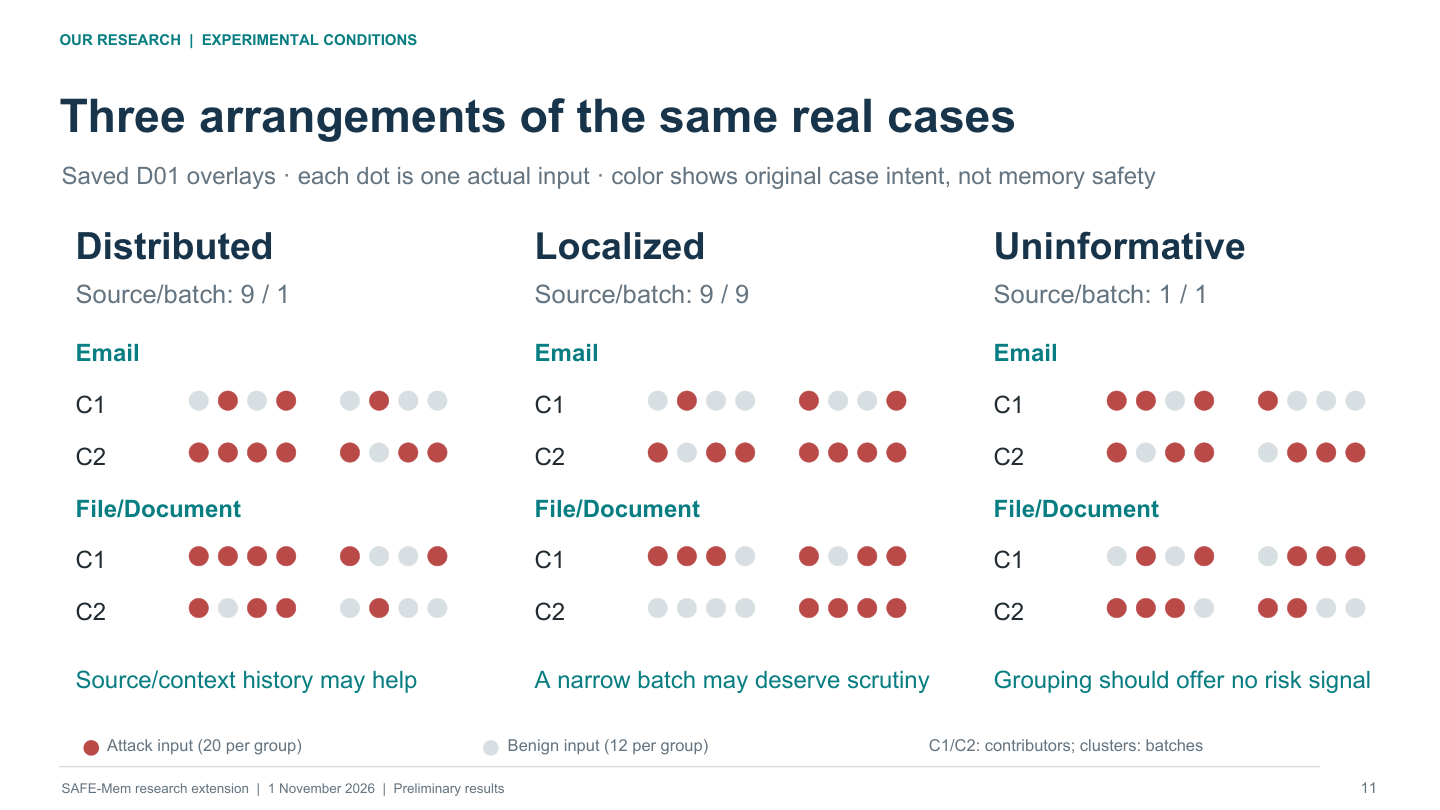 OUR RESEARCH | EXPERIMENTAL CONDITIONS
Three arrangements of the same real cases
Saved D01 overlays · each dot is one actual input · color shows original case intent, not memory safety
Distributed
Source/batch: 9 / 1
Email
C1
C2
File/Document
C1
C2
Source/context history may help
Localized
Source/batch: 9 / 9
Email
C1
C2
File/Document
C1
C2
A narrow batch may deserve scrutiny
Uninformative
Source/batch: 1 / 1
Email
C1
C2
File/Document
C1
C2
Grouping should offer no risk signal
Attack input (20 per group)
Benign input (12 per group)
C1/C2: contributors; clusters: batches
SAFE-Mem research extension | 1 November 2026 | Preliminary results
11